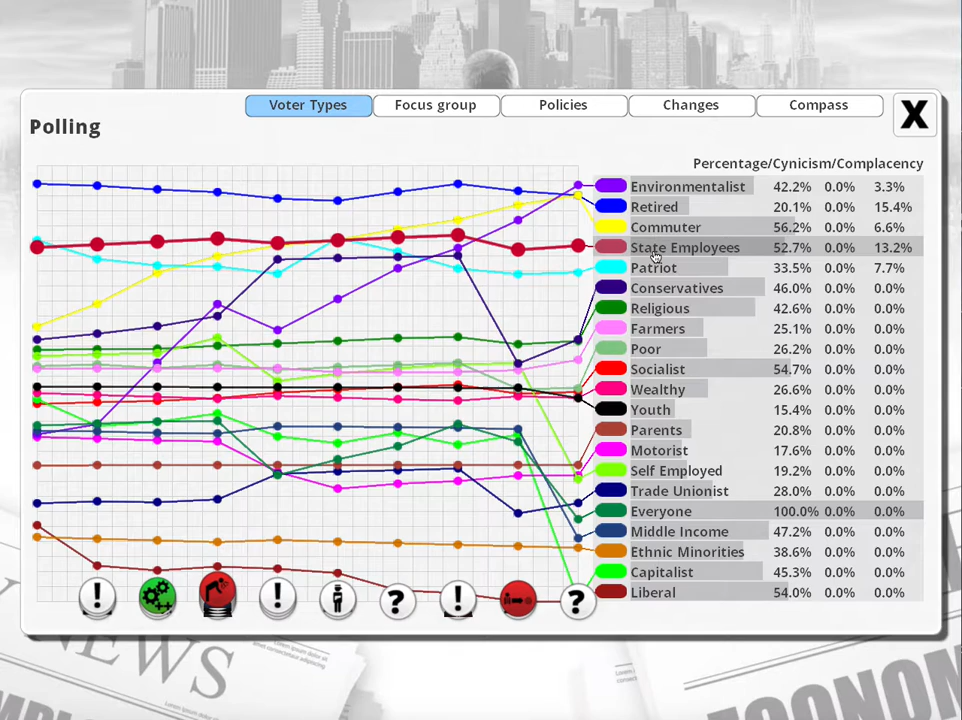 Voter Types Focus group Policies Changes Compass
X
Polling
Percentage/Cynicism/Complacency
Environmentalist 42.2% 0.0% 3.3%
Retired 20.1% 0.0% 15.4%
Commuter 56.2% 0.0% 6.6%
State Employees 52.7% 0.0% 13.2%
Patriot 33.5% 0.0% 7.7%
Conservatives 46.0% 0.0% 0.0%
Religious 42.6% 0.0% 0.0%
Farmers 25.1% 0.0% 0.0%
Poor 26.2% 0.0% 0.0%
Socialist 54.7% 0.0% 0.0%
Wealthy 26.6% 0.0% 0.0%
Youth 15.4% 0.0% 0.0%
Parents 20.8% 0.0% 0.0%
Motorist 17.6% 0.0% 0.0%
Self Employed 19.2% 0.0% 0.0%
Trade Unionist 28.0% 0.0% 0.0%
Everyone 100.0% 0.0% 0.0%
Middle Income 47.2% 0.0% 0.0%
Ethnic Minorities 38.6% 0.0% 0.0%
Capitalist 45.3% 0.0% 0.0%
Liberal 54.0% 0.0% 0.0%
! ! ? ! ?
NEWS
ECONOM